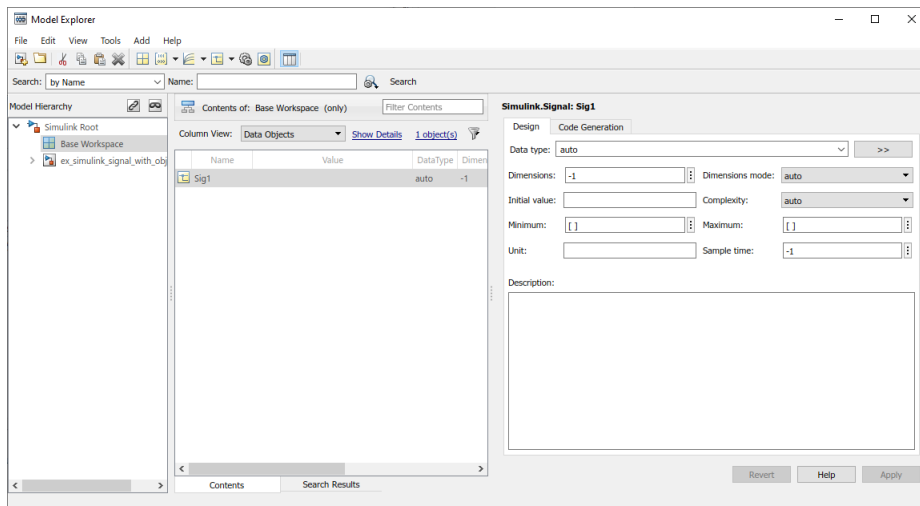 Model Explorer
File Edit View Tools Add Help
Search: by Name Name: Search
Model Hierarchy
Simulink Root
Base Workspace
ex_simulink_signal_with_obj
Contents of: Base Workspace (only) Filter Contents
Column View: Data Objects Show Details 1 object(s)
Name Value DataType Dimen
Sig1 auto -1
Contents Search Results
Simulink.Signal: Sig1
Design Code Generation
Data type: auto >>
Dimensions: -1 Dimensions mode: auto
Initial value: Complexity: auto
Minimum: [ ] Maximum: [ ]
Unit: Sample time: -1
Description:
Revert Help Apply